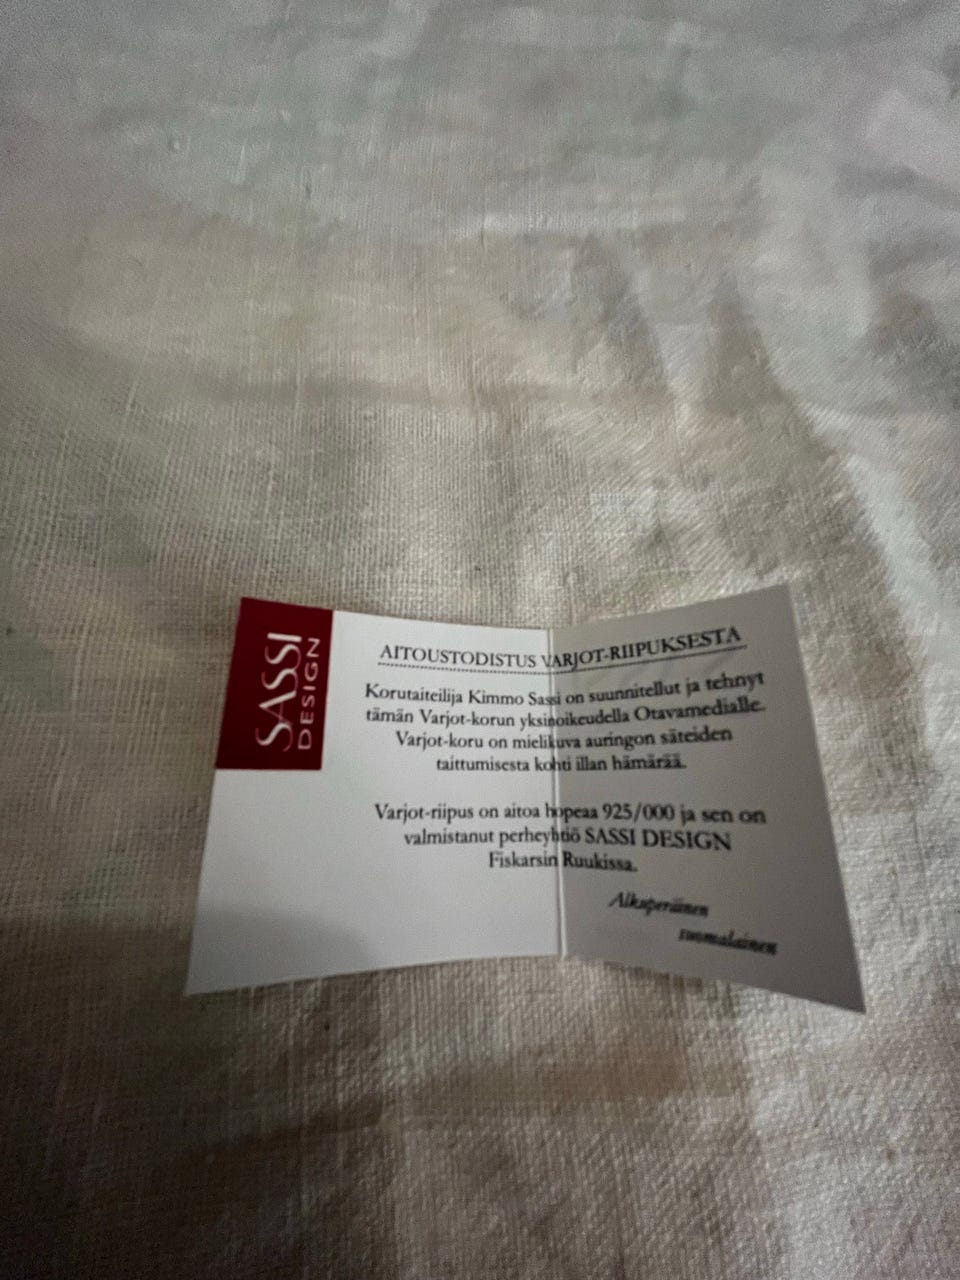 SASSI
DESIGN
AITOUSTODISTUS VARJOT-RIIPUKSESTA
Korutaiteilija Kimmo Sassi on suunnitellut ja tehnyt
tämän Varjot-korun yksinoikeudella Otavamedialle.
Varjot-koru on mielikuva auringon säteiden
taittumisesta kohti illan hämärää.
Varjot-riipus on aitoa hopeaa 925/000 ja sen on
valmistanut perheyhtiö SASSI DESIGN
Fiskarsin Ruukissa.
Alkuperäinen
suomalainen